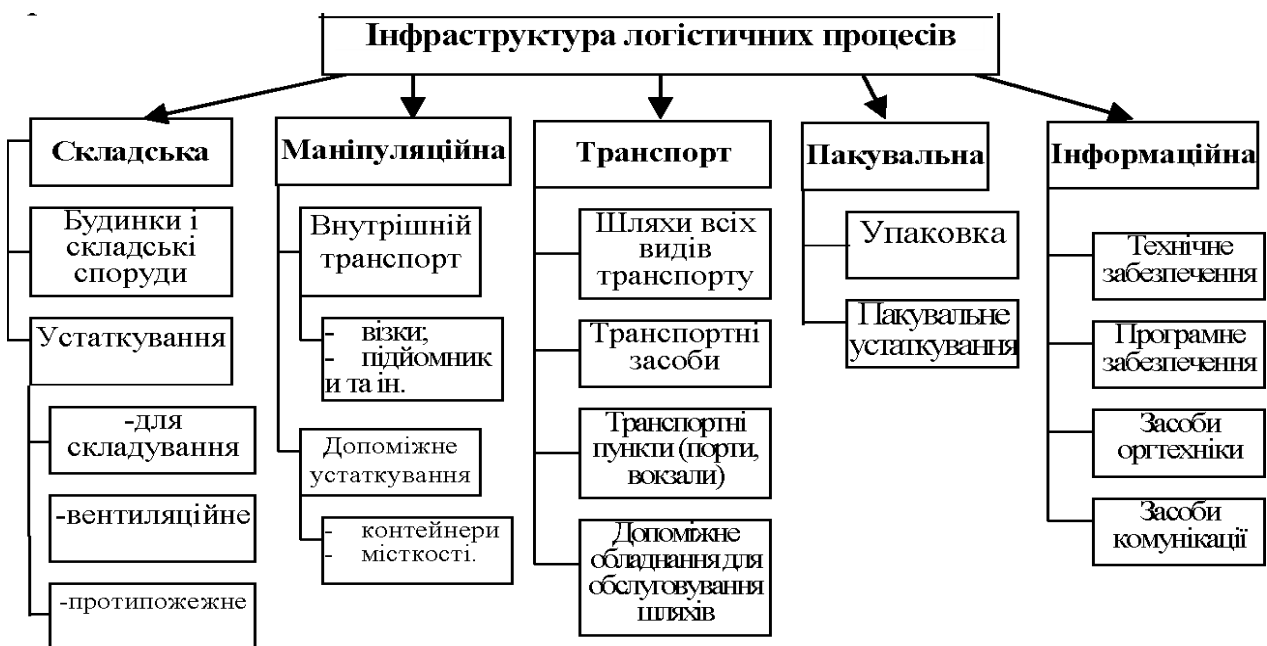 Інфраструктура логістичних процесів
Складська
Будинки і
складські
споруди
Устаткування
-для
складування
-вентиляційне
-протипожежне
Маніпуляційна
Внутрішній
транспорт
- візки;
- підйомник
и та ін.
Допоміжне
устаткування
- контейнери
- місткості.
Транспорт
Шляхи всіх
видів
транспорту
Транспортні
засоби
Транспортні
пункти (порти,
вокзали)
Допоміжне
обладнання для
обслуговування
шляхів
Пакувальна
Упаковка
Пакувальне
устаткування
Інформаційна
Технічне
забезпечення
Програмне
забезпечення
Засоби
оргтехніки
Засоби
комунікації